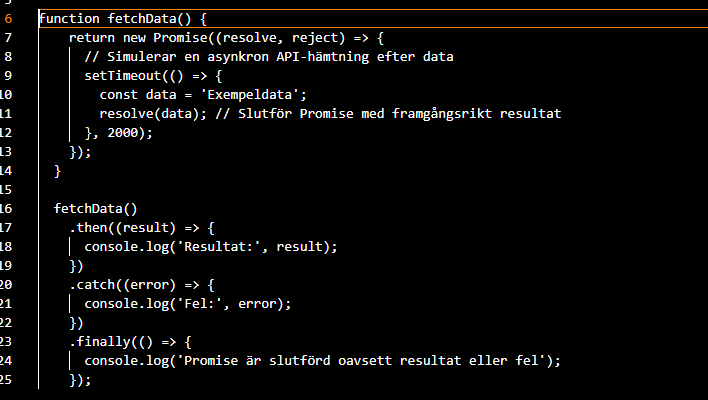 6 function fetchData() {
7 return new Promise((resolve, reject) => {
8 // Simulerar en asynkron API-hämtning efter data
9 setTimeout(() => {
10 const data = 'Exempeldata';
11 resolve(data); // Slutför Promise med framgångsrikt resultat
12 }, 2000);
13 });
14 }
15
16 fetchData()
17 .then((result) => {
18 console.log('Resultat:', result);
19 })
20 .catch((error) => {
21 console.log('Fel:', error);
22 })
23 .finally(() => {
24 console.log('Promise är slutförd oavsett resultat eller fel');
25 });